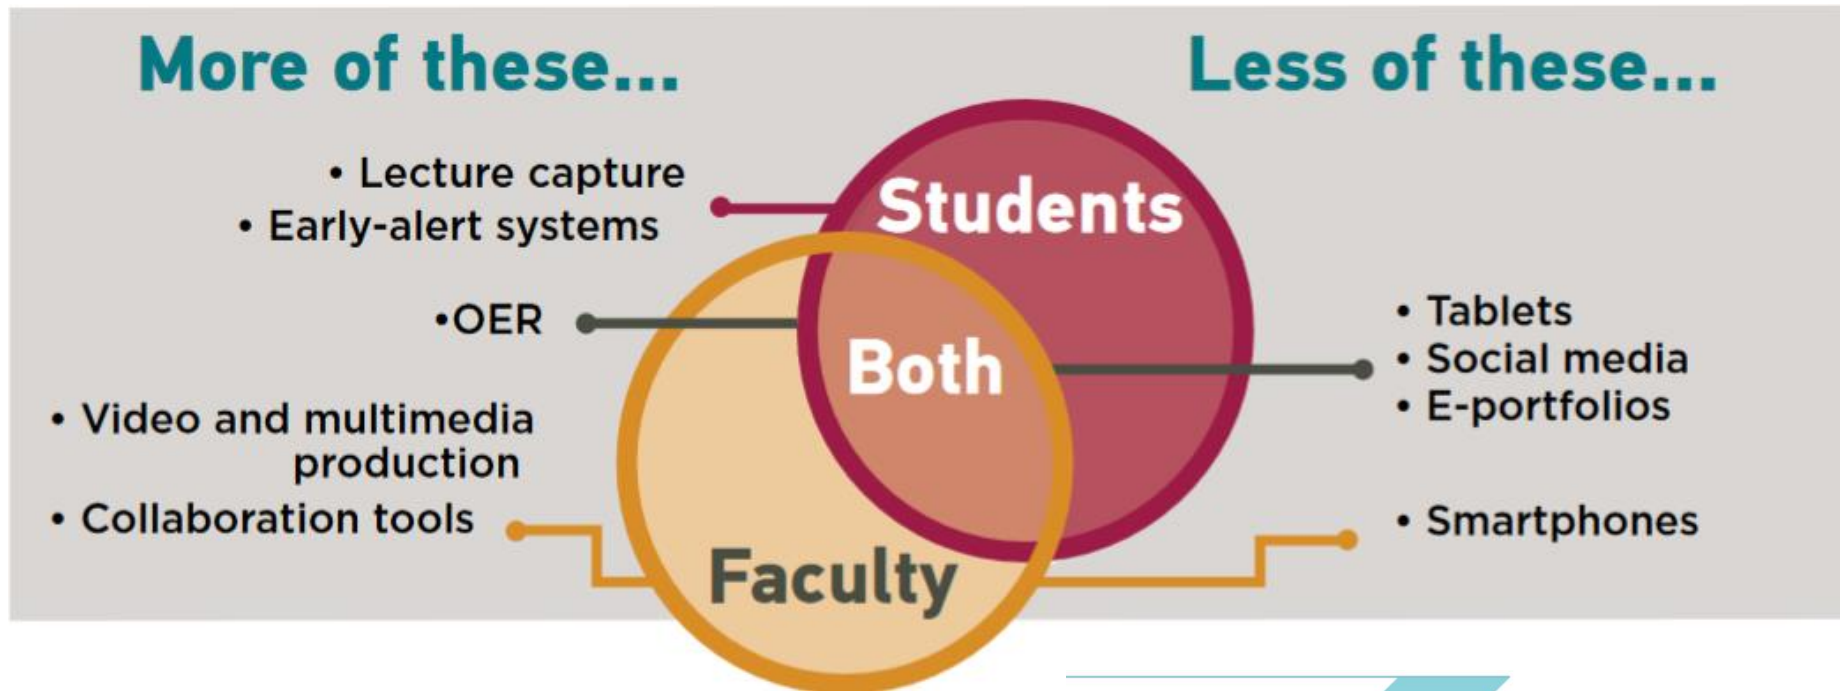 More of these...
Less of these...
• Lecture capture
• Early-alert systems
Students
•OER
Both
• Tablets
• Social media
• E-portfolios
• Video and multimedia
production
• Collaboration tools
• Smartphones
Faculty